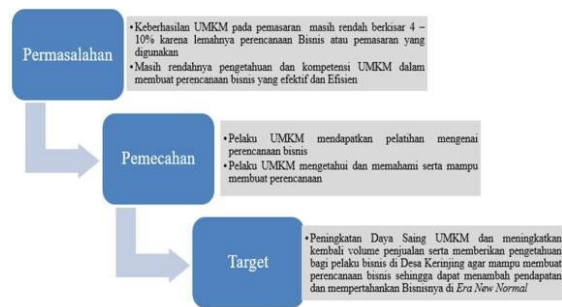 Permasalahan
•Keberhasilan UMKM pada pemasaran masih rendah berkisar 4 –
10% karena lemahnya perencanaan Bisnis atau pemasaran yang
digunakan
•Masih rendahnya pengetahuan dan kompetensi UMKM dalam
membuat perencanaan bisnis yang efektif dan Efisien
Pemecahan
•Pelaku UMKM mendapatkan pelatihan mengenai
perencanaan bisnis
•Pelaku UMKM mengetahui dan memahami serta mampu
membuat perencanaan
Target
•Peningkatan Daya Saing UMKM dan meningkatkan
kembali volume penjualan serta memberikan pengetahuan
bagi pelaku bisnis di Desa Kerinjing agar mampu membuat
perencanaan bisnis sehingga dapat menambah pendapatan
dan mempertahankan Bisnisnya di Era New Normal